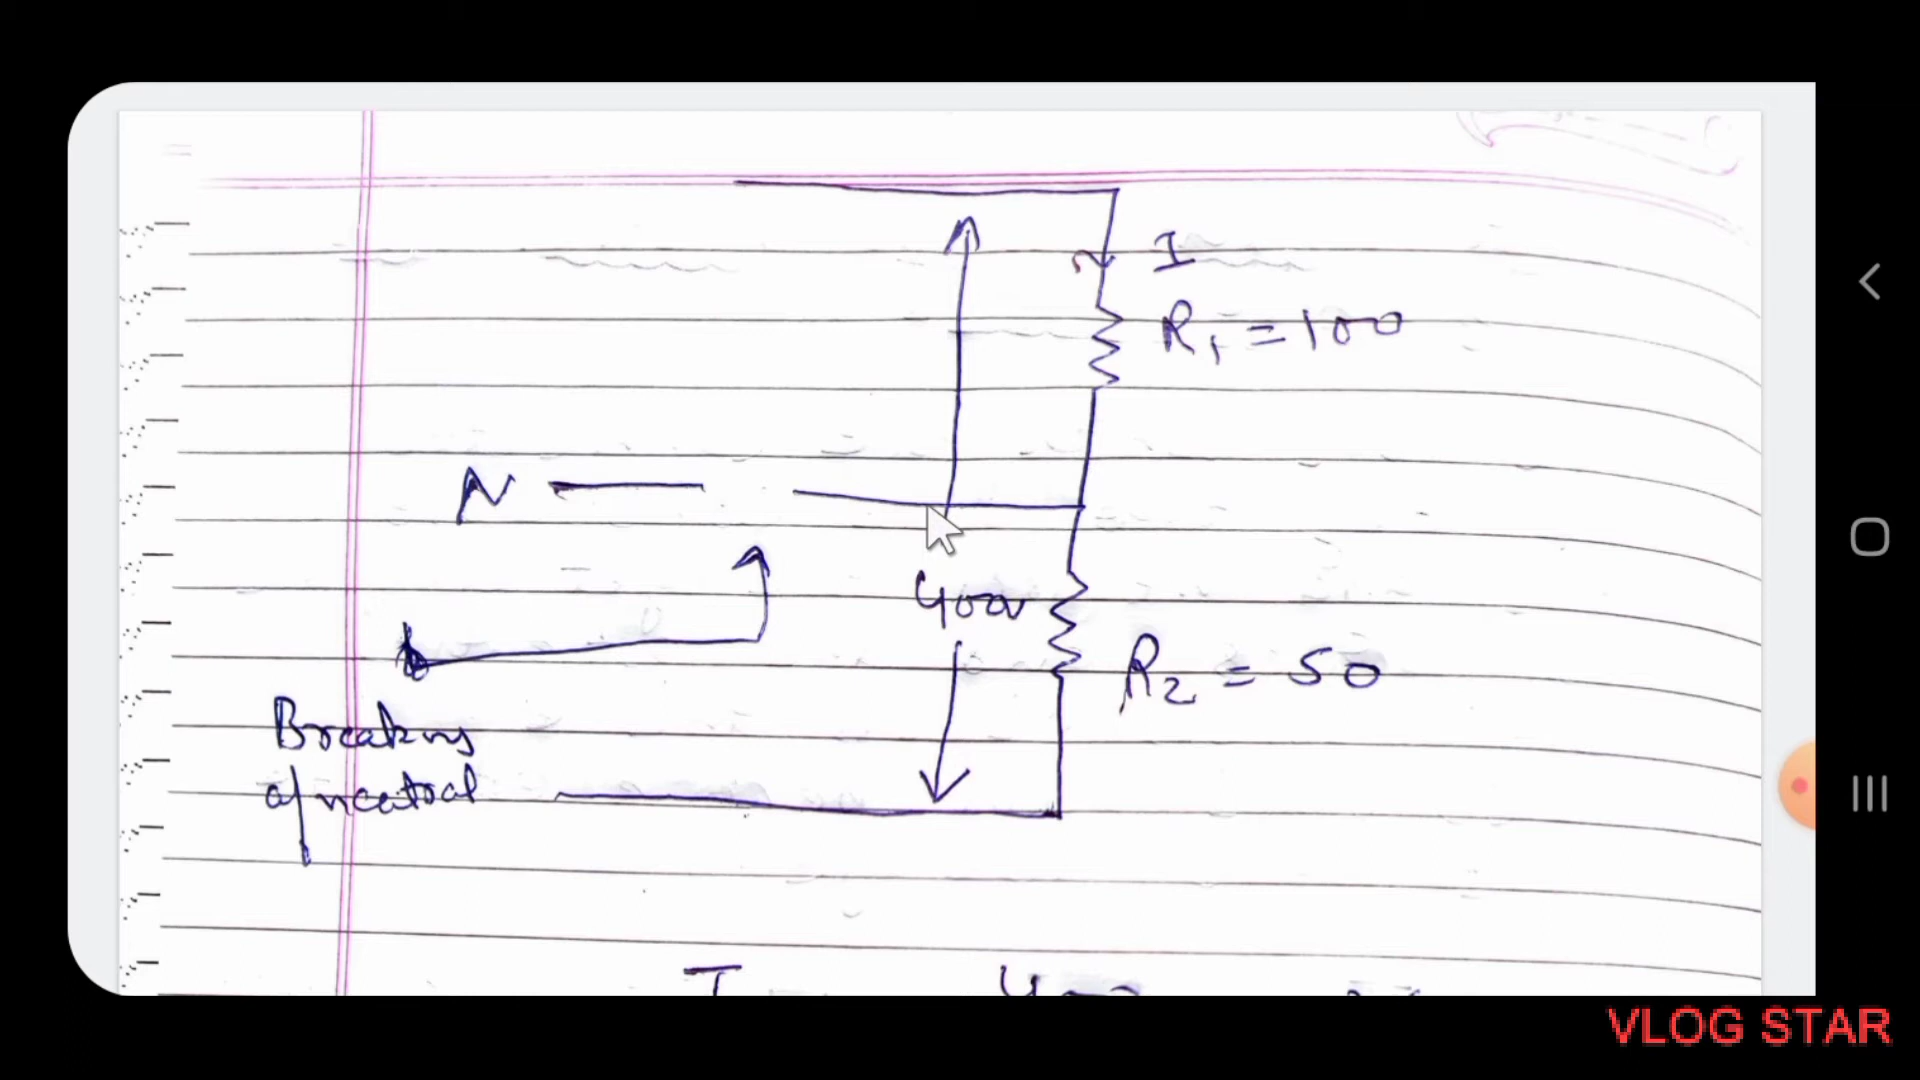 I
R₁ = 100
N
400v
R₂ = 50
Breaking
of neutral
I
VLOG STAR